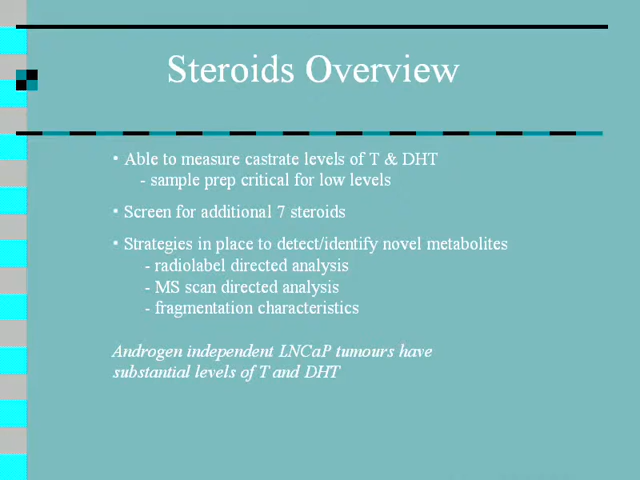 Steroids Overview
• Able to measure castrate levels of T & DHT
- sample prep critical for low levels
• Screen for additional 7 steroids
• Strategies in place to detect/identify novel metabolites
- radiolabel directed analysis
- MS scan directed analysis
- fragmentation characteristics
Androgen independent LNCaP tumours have
substantial levels of T and DHT